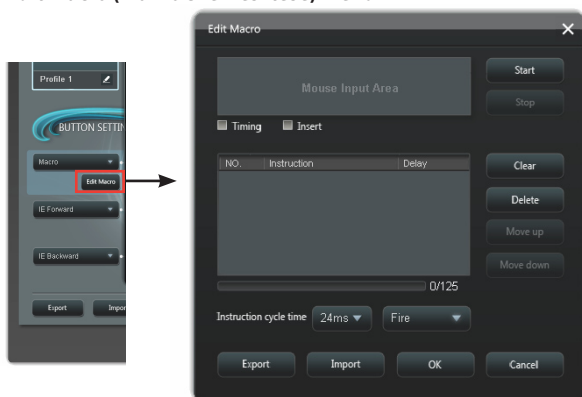 Profile 1
BUTTON SETTIN
Macro
Edit Macro
IE Forward
IE Backward
Export
Impor
Edit Macro
Mouse Input Area
Start
Stop
Timing
Insert
NO. Instruction Delay
Clear
Delete
Move up
Move down
0/125
Instruction cycle time 24ms Fire
Export Import OK Cancel